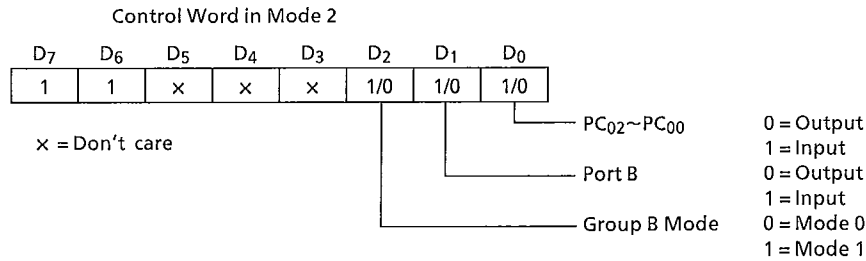 Control Word in Mode 2
D7 D6 D5 D4 D3 D2 D1 D0
1 1 × × × 1/0 1/0 1/0
× = Don't care
PC02~PC00 0 = Output
1 = Input
Port B 0 = Output
1 = Input
Group B Mode 0 = Mode 0
1 = Mode 1